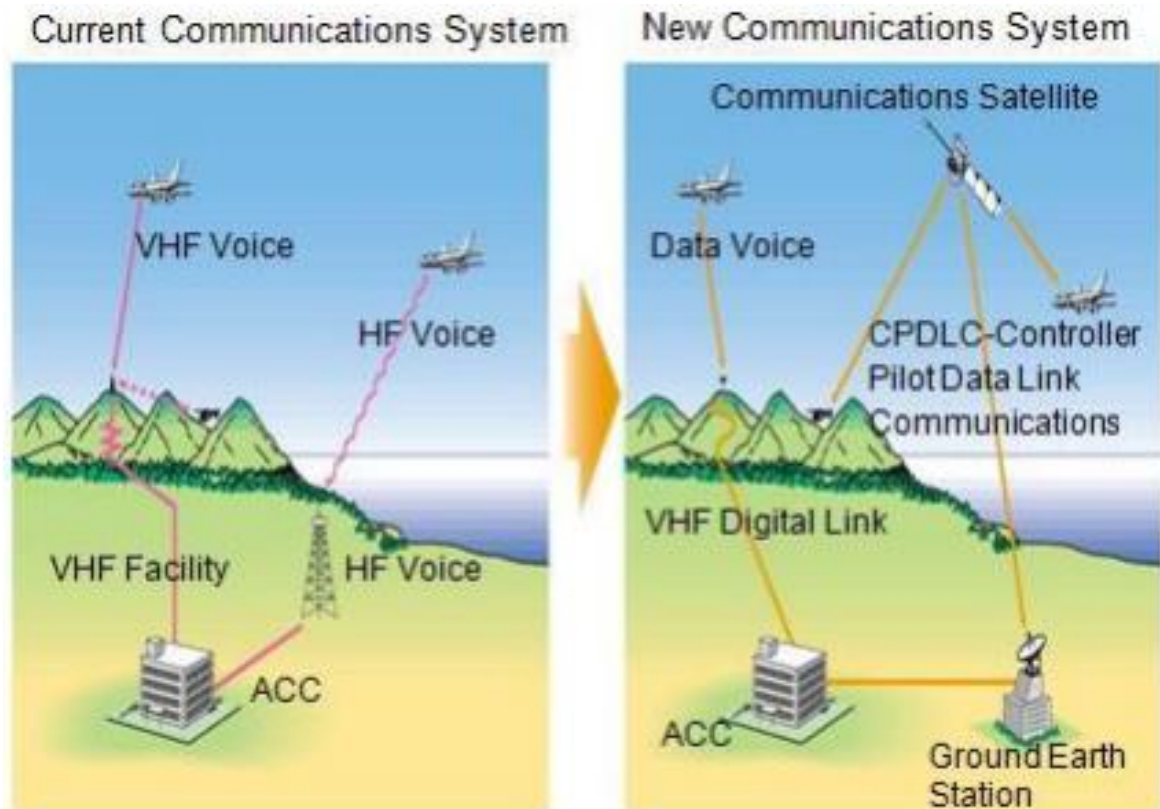 Current Communications System
VHF Voice
HF Voice
VHF Facility
HF Voice
ACC
New Communications System
Communications Satellite
Data Voice
CPDLC-Controller
Pilot Data Link
Communications
VHF Digital Link
ACC
Ground Earth
Station